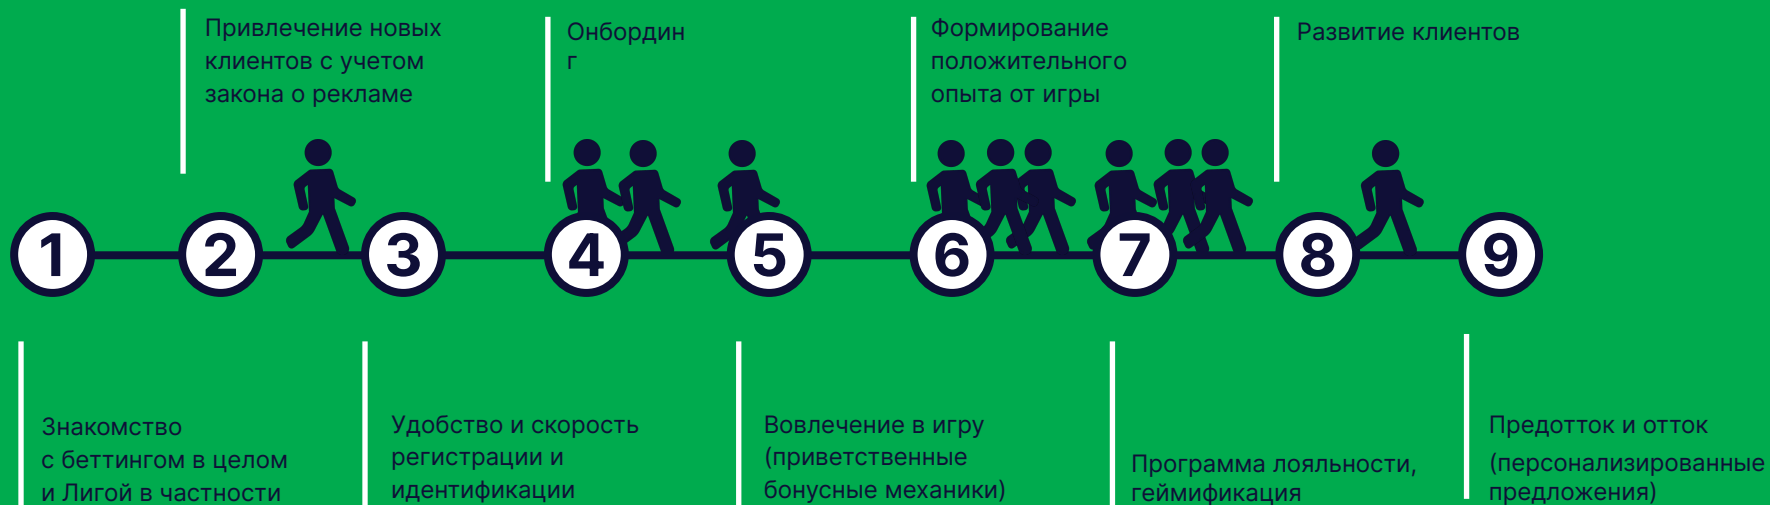 Привлечение новых
клиентов с учетом
закона о рекламе
Онбордин
г
Формирование
положительного
опыта от игры
Развитие клиентов
1
2
3
4
5
6
7
8
9
Знакомство
с беттингом в целом
и Лигой в частности
Удобство и скорость
регистрации и
идентификации
Вовлечение в игру
(приветственные
бонусные механики)
Программа лояльности,
геймификация
Предотток и отток
(персонализированные
предложения)